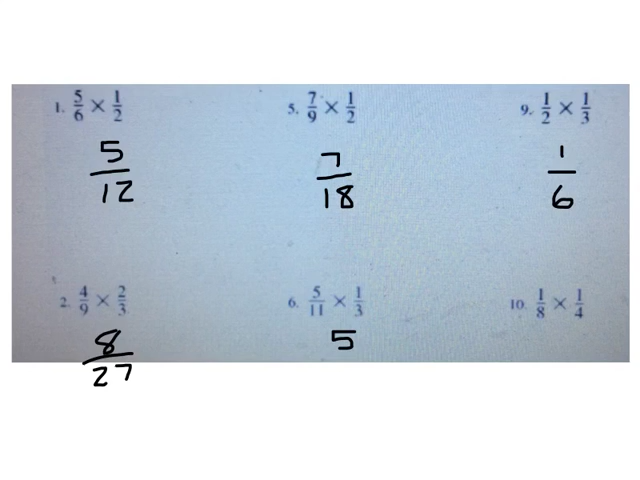 1. 5/6 × 1/2
5/12
5. 7/9 × 1/2
7/18
9. 1/2 × 1/3
1/6
2. 4/9 × 2/3
8/27
6. 5/11 × 1/3
5
10. 1/8 × 1/4